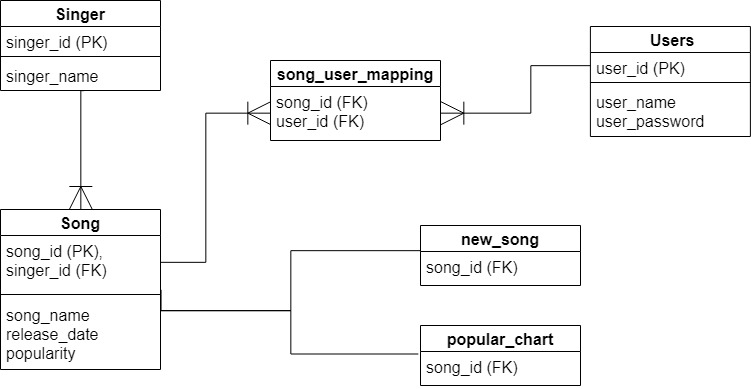 Singer
singer_id (PK)
singer_name
song_user_mapping
song_id (FK)
user_id (FK)
Users
user_id (PK)
user_name
user_password
Song
song_id (PK),
singer_id (FK)
song_name
release_date
popularity
new_song
song_id (FK)
popular_chart
song_id (FK)